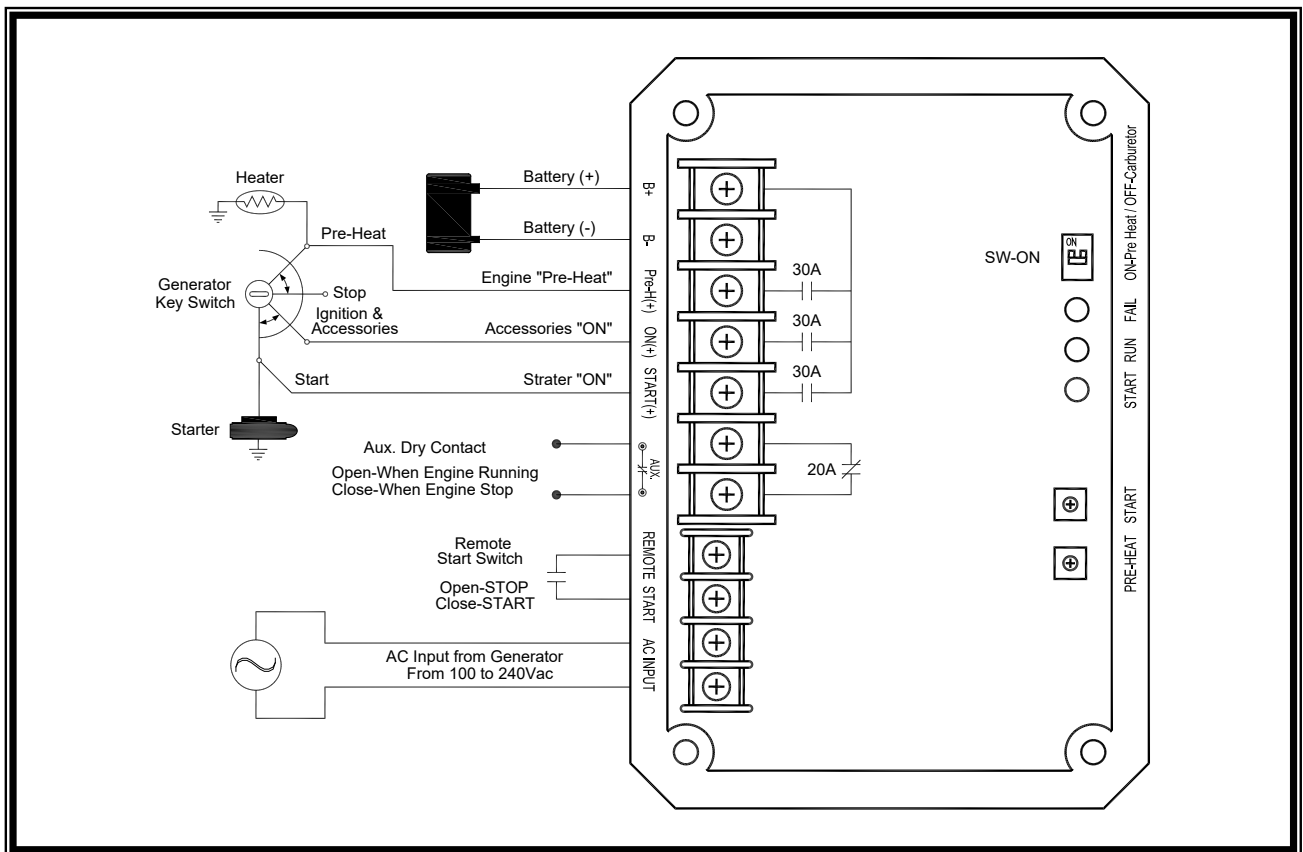 Heater
Pre-Heat
Generator
Key Switch
Stop
Ignition &
Accessories
Start
Starter
Battery (+)
Battery (-)
Engine "Pre-Heat"
Accessories "ON"
Strater "ON"
Aux. Dry Contact
Open-When Engine Running
Close-When Engine Stop
Remote
Start Switch
Open-STOP
Close-START
AC Input from Generator
From 100 to 240Vac
B+
B-
Pre-H(+)
ON(+)
START(+)
AUX.
REMOTE START
AC INPUT
30A
30A
30A
20A
SW-ON
ON
ON-Pre Heat / OFF-Carburetor
FAIL
RUN
START
START
PRE-HEAT